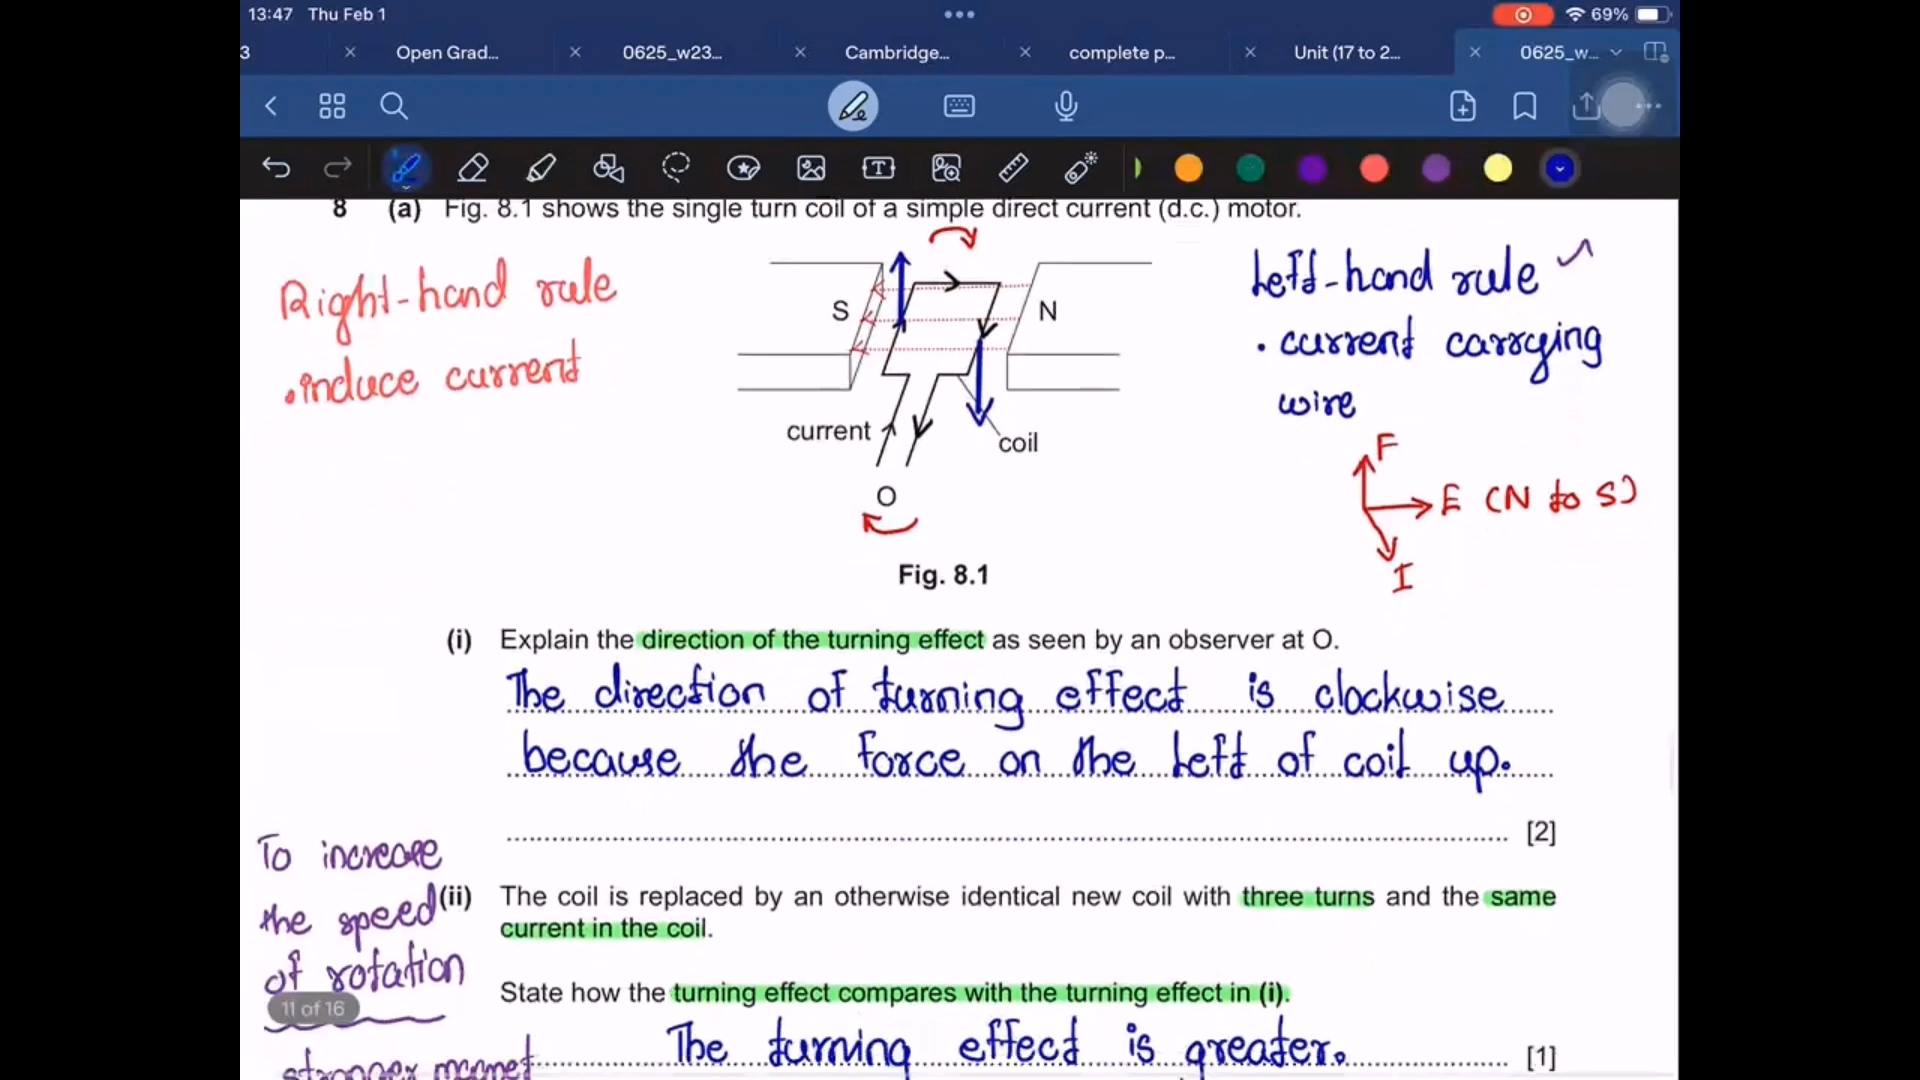 13:47 Thu Feb 1
69%
3
Open Grad...
0625_w23...
Cambridge...
complete p...
Unit (17 to 2...
0625_w...
8 (a) Fig. 8.1 shows the single turn coil of a simple direct current (d.c.) motor.
Right-hand rule
.induce current
S
N
current
coil
O
Fig. 8.1
Left-hand rule
. current carrying
wire
F
E (N to S)
I
(i) Explain the direction of the turning effect as seen by an observer at O.
The direction of turning effect is clockwise
because the force on the left of coil up.
[2]
To increase
the speed
of rotation
stronger magnet
11 of 16
(ii) The coil is replaced by an otherwise identical new coil with three turns and the same
current in the coil.
State how the turning effect compares with the turning effect in (i).
The turning effect is greater.
[1]